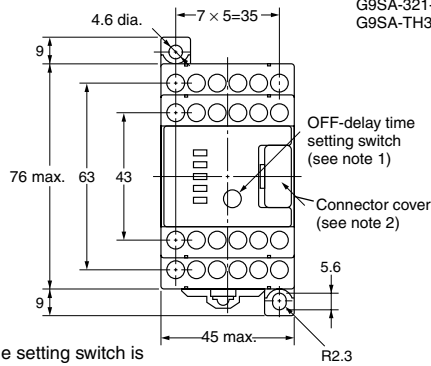 G9SA-321-
G9SA-TH3
4.6 dia.
7 × 5=35
9
OFF-delay time
setting switch
(see note 1)
76 max.
63
43
Connector cover
(see note 2)
5.6
9
45 max.
R2.3
e setting switch is